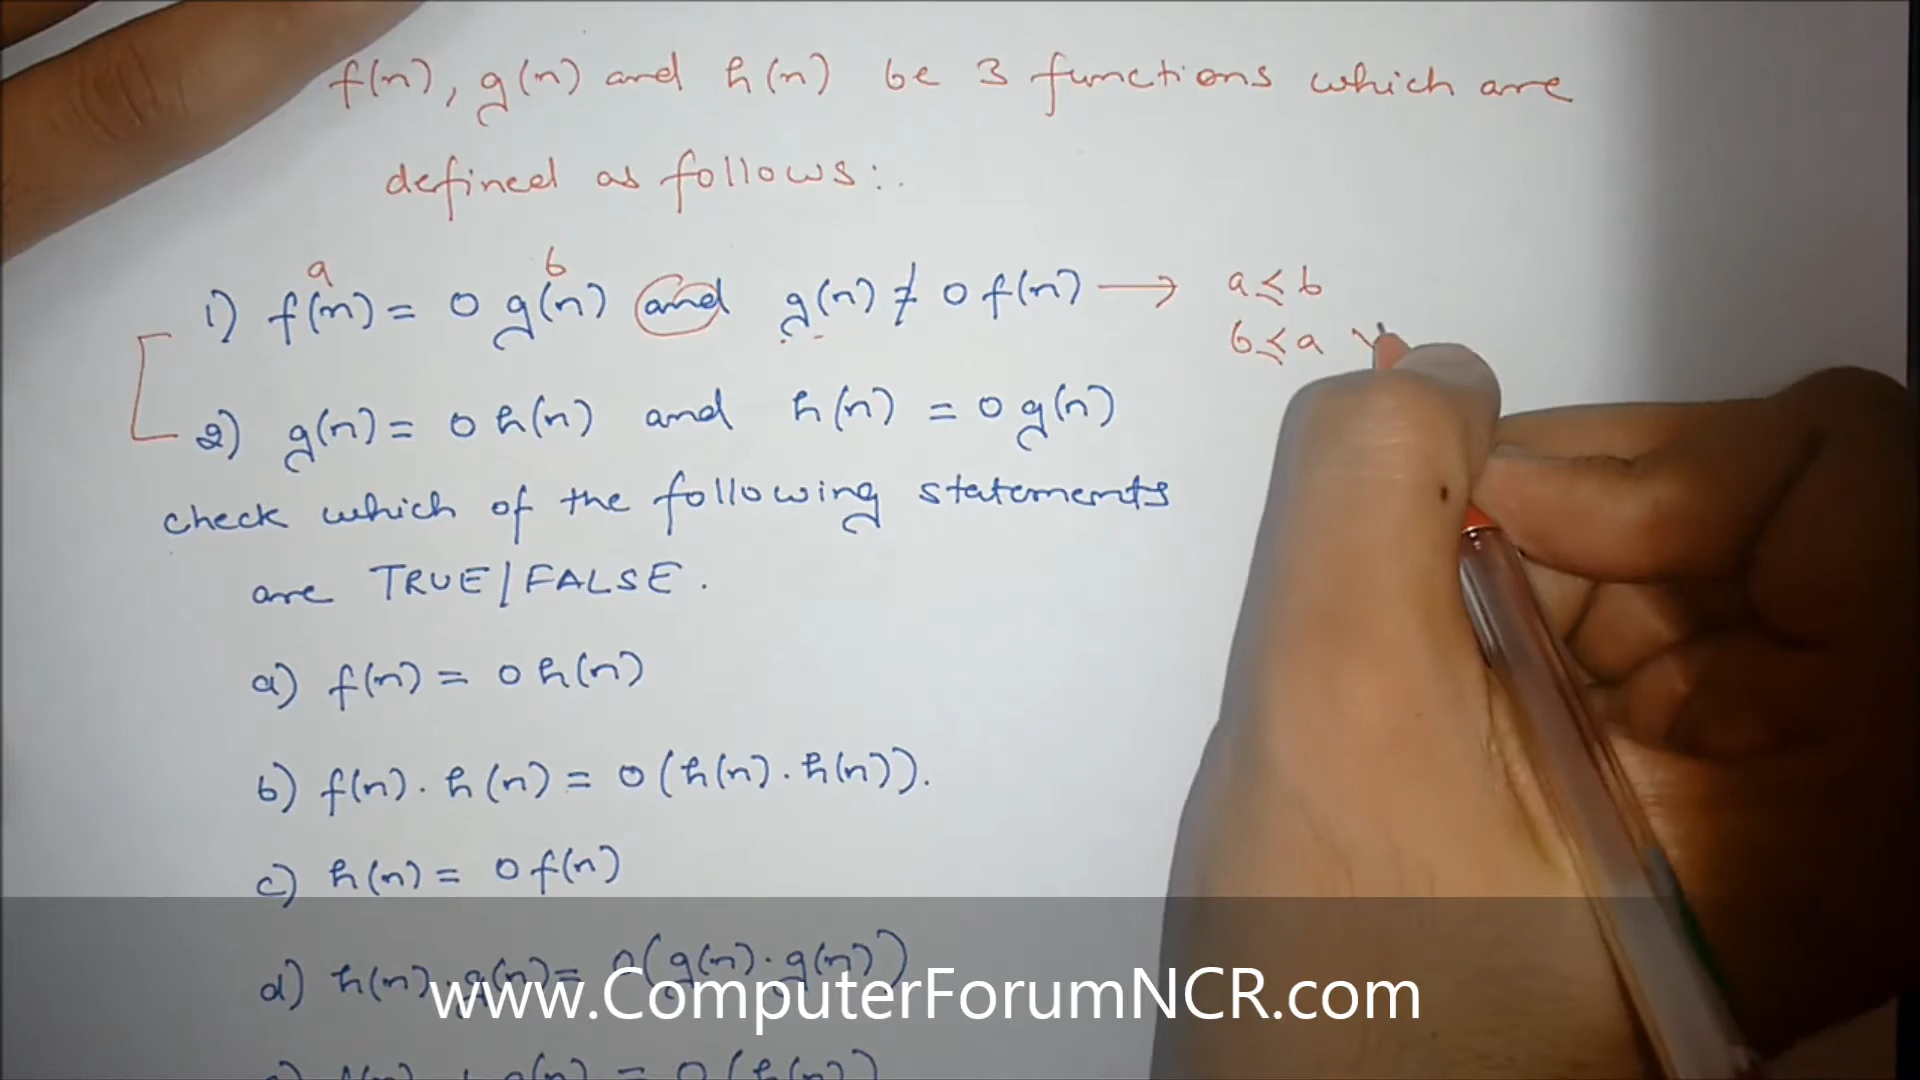 f(n), g(n) and h(n) be 3 functions which are
defined as follows:.
a b
1) f(n) = O g(n) and g(n) ≠ O f(n) → a ≤ b
b ≤ a
2) g(n) = O h(n) and h(n) = O g(n)
check which of the following statements
are TRUE/FALSE.
a) f(n) = O h(n)
b) f(n) . h(n) = O (h(n) . h(n)).
c) h(n) = O f(n)
d) h(n) . g(n) = O(g(n) . g(n))
www.ComputerForumNCR.com
f(n) + g(n) = O (h(n))